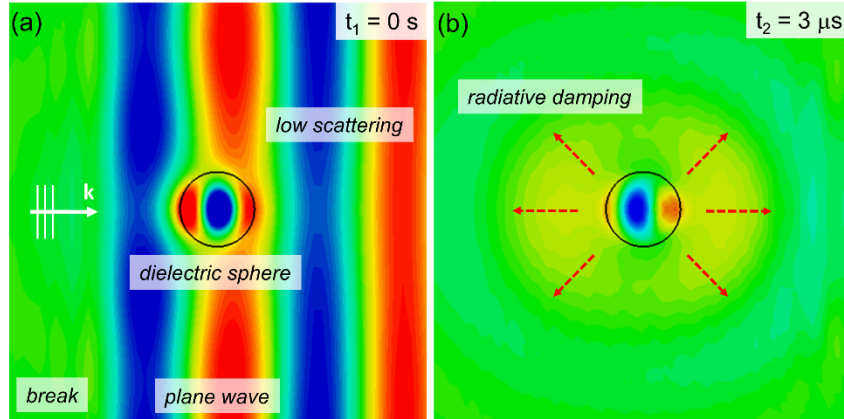 (a)
t₁ = 0 s
low scattering
k
dielectric sphere
break
plane wave
(b)
t₂ = 3 μs
radiative damping